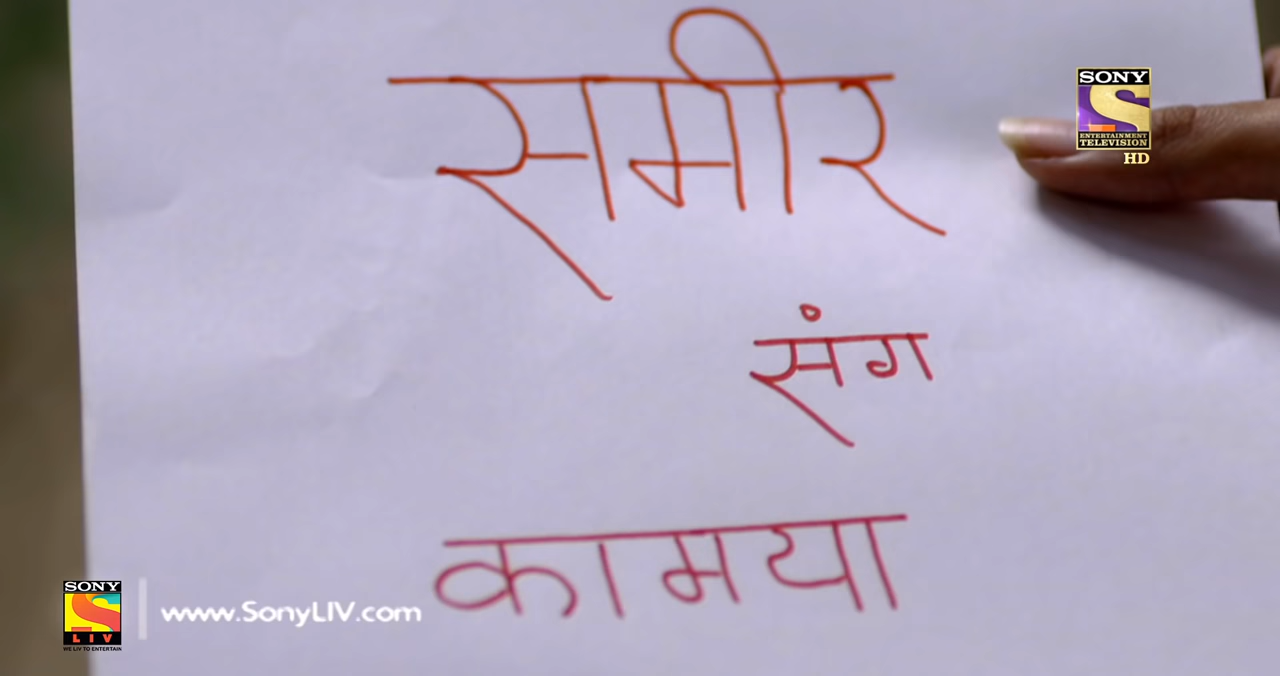 समीर
SONY
ENTERTAINMENT
TELEVISION
HD
संग
कामया
SONY
LIV
WE LIV TO ENTERTAIN
www.SonyLIV.com